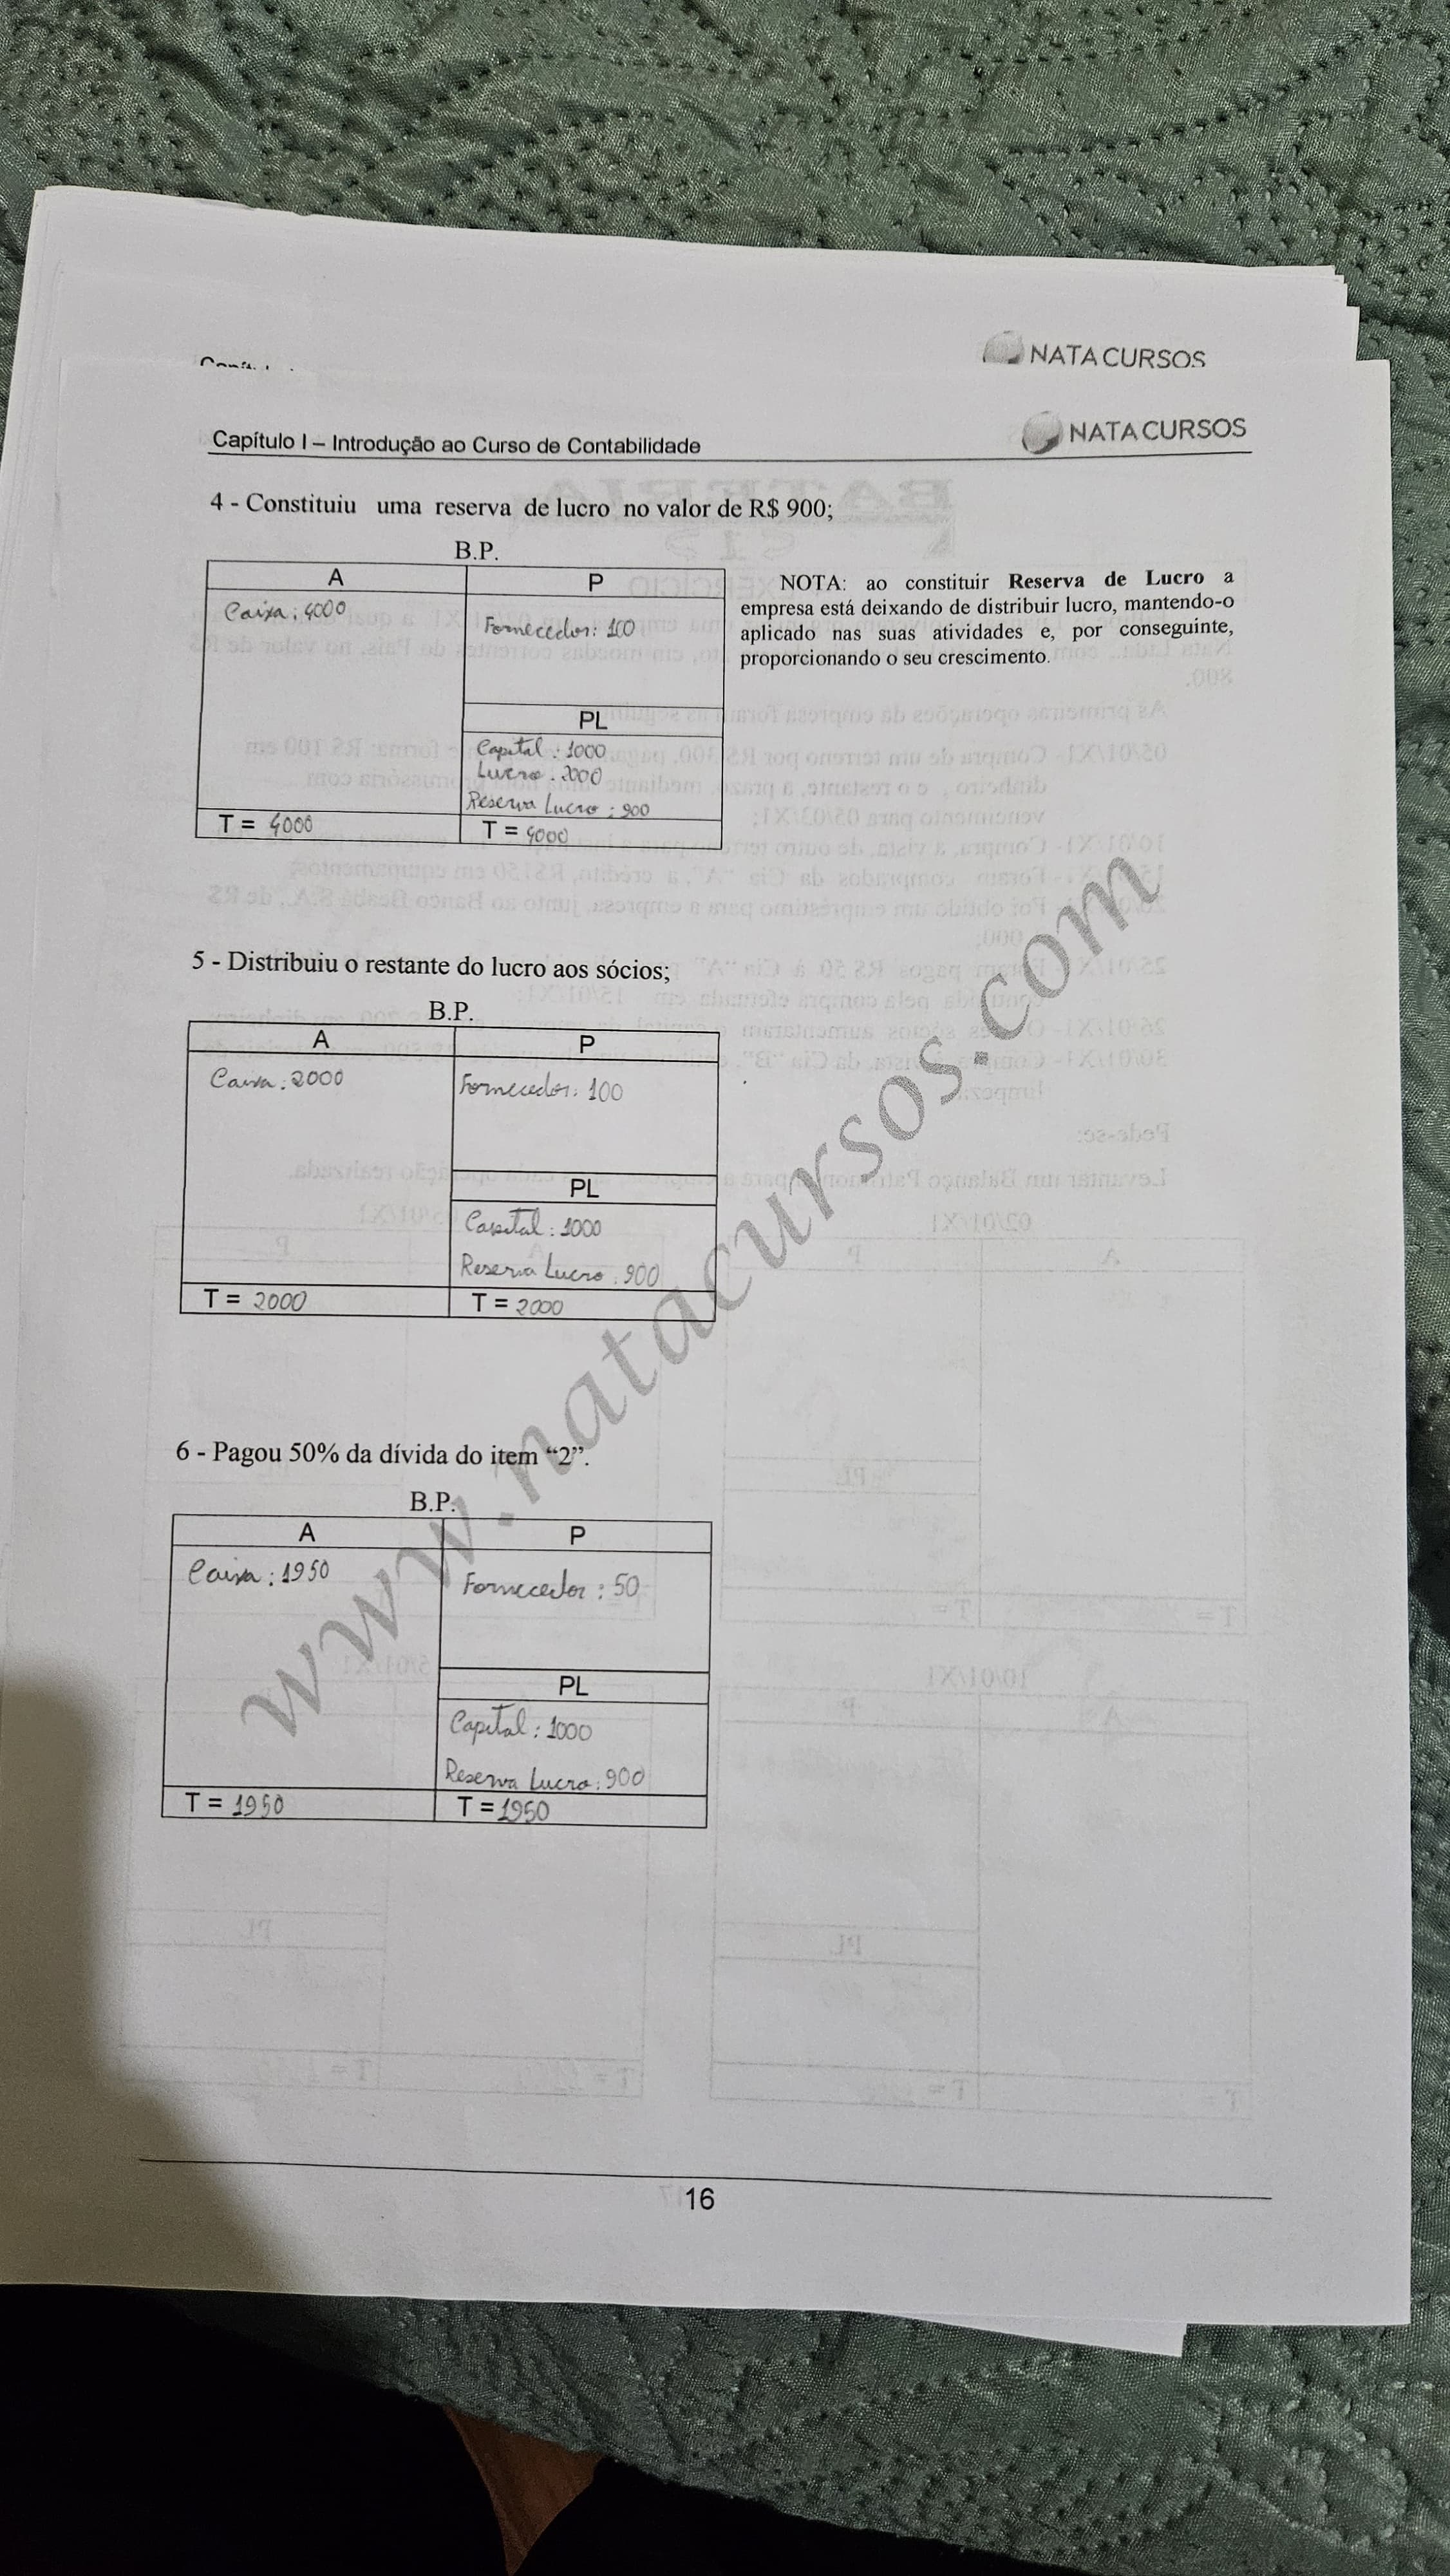 NATA CURSOS
Capítulo I – Introdução ao Curso de Contabilidade
NATA CURSOS
4 - Constituiu uma reserva de lucro no valor de R$ 900;
B.P.
A
P
Caixa: 4000
Fornecedor: 100
PL
Capital: 1000
Lucro: 2000
Reserva Lucro: 900
T = 4000
T = 4000
NOTA: ao constituir Reserva de Lucro a
empresa está deixando de distribuir lucro, mantendo-o
aplicado nas suas atividades e, por conseguinte,
proporcionando o seu crescimento.
5 - Distribuiu o restante do lucro aos sócios;
B.P.
A
P
Caixa: 2000
Fornecedor: 100
PL
Capital: 1000
Reserva Lucro: 900
T = 2000
T = 2000
6 - Pagou 50% da dívida do item “2”.
B.P.
A
P
Caixa: 1950
Fornecedor: 50
PL
Capital: 1000
Reserva Lucro: 900
T = 1950
T = 1950
www.natacursos.com
16